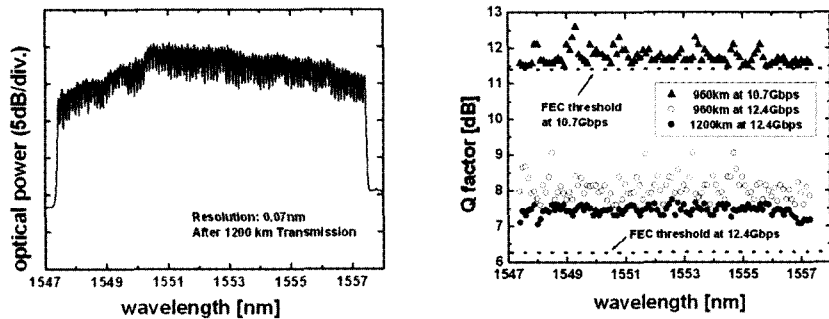 optical power (5dB/div.)
Resolution: 0.07nm
After 1200 km Transmission
1547 1549 1551 1553 1555 1557
wavelength [nm]
Q factor [dB]
13
12
11
10
9
8
7
6
FEC threshold
at 10.7Gbps
960km at 10.7Gbps
960km at 12.4Gbps
1200km at 12.4Gbps
FEC threshold at 12.4Gbps
1547 1549 1551 1553 1555 1557
wavelength [nm]